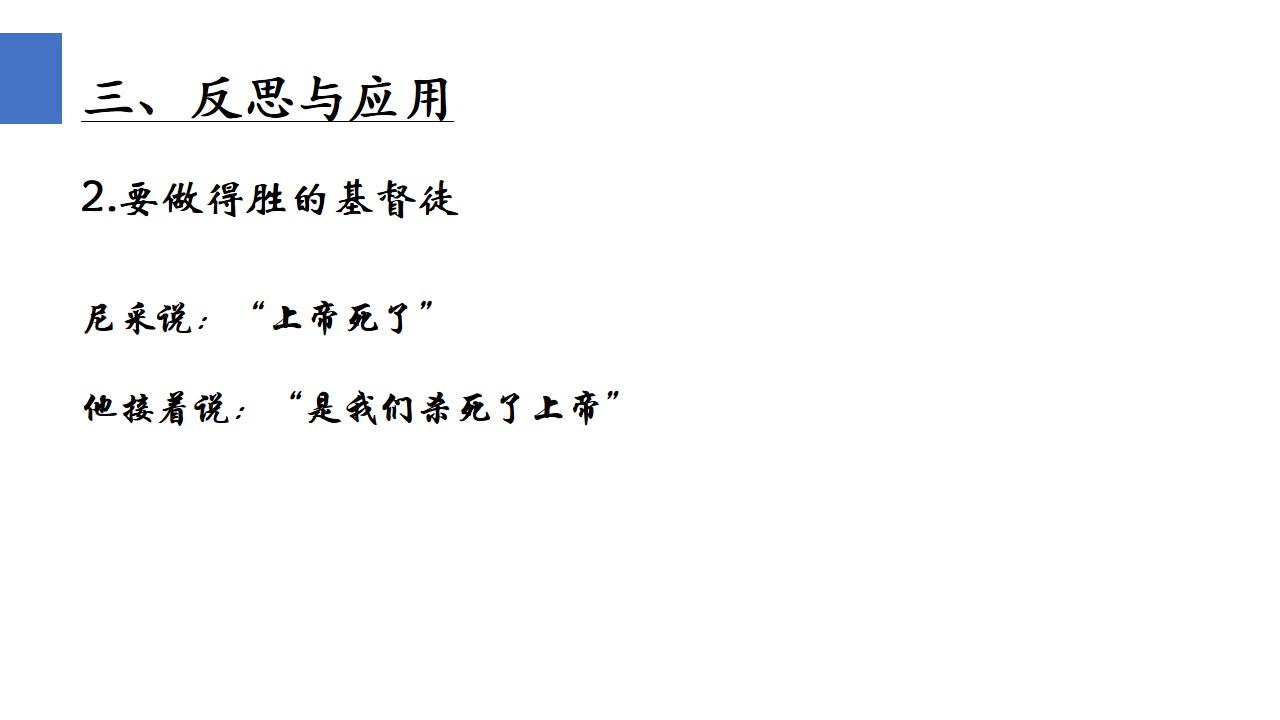 三、反思与应用
2.要做得胜的基督徒
尼采说：“上帝死了”
他接着说：“是我们杀死了上帝”